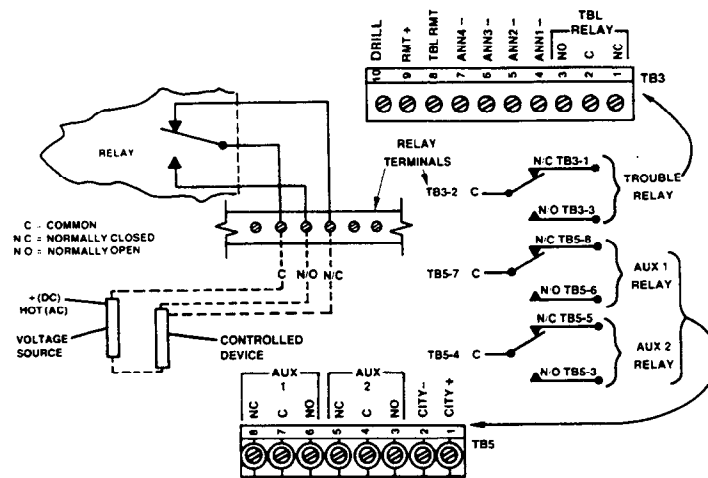 TBL
RELAY
DRILL
RMT +
TBL RMT
ANN4 -
ANN3 -
ANN2 -
ANN1 -
NO
C
NC
10 9 8 7 6 5 4 3 2 1
TB3
RELAY
RELAY
TERMINALS
C - COMMON
N C = NORMALLY CLOSED
N O = NORMALLY OPEN
C N/O N/C
+ (DC)
HOT (AC)
VOLTAGE
SOURCE
CONTROLLED
DEVICE
N/C TB3-1
TB3-2 C
N/O TB3-3
TROUBLE
RELAY
N/C TB5-8
TB5-7 C
N/O TB5-6
AUX 1
RELAY
N/C TB5-5
TB5-4 C
N/O TB5-3
AUX 2
RELAY
AUX
1
AUX
2
NC
C
NO
NC
C
NO
CITY-
CITY+
8 7 6 5 4 3 2 1
TB5